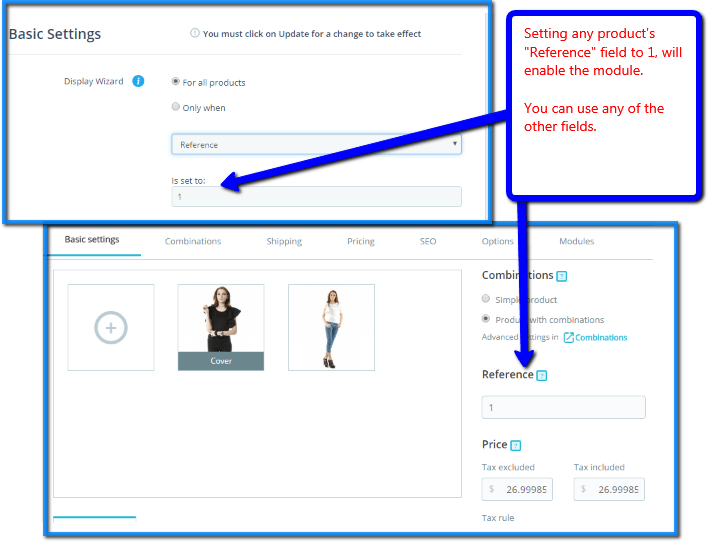 Basic Settings
You must click on Update for a change to take effect
Display Wizard
For all products
Only when
Reference
Is set to:
1
Setting any product's
"Reference" field to 1, will
enable the module.
You can use any of the
other fields.
Basic settings
Combinations
Shipping
Pricing
SEO
Options
Modules
Cover
Combinations
Simple product
Product with combinations
Advanced settings in Combinations
Reference
1
Price
Tax excluded
Tax included
$ 26.99985
$ 26.99985
Tax rule